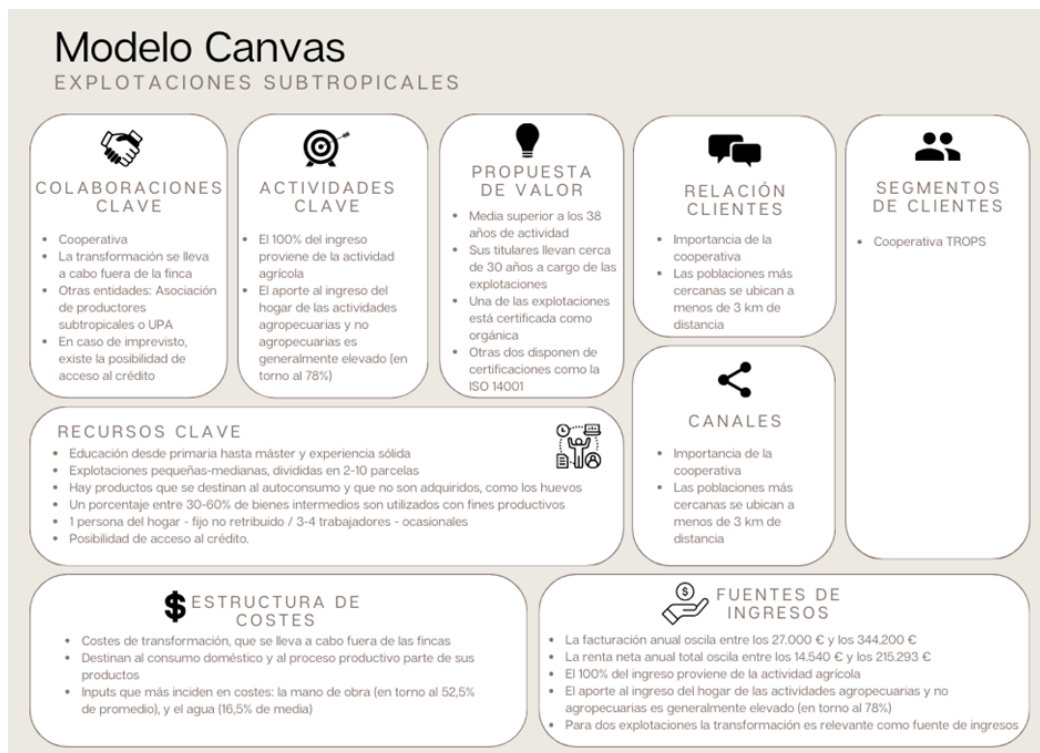 Modelo Canvas
EXPLOTACIONES SUBTROPICALES
COLABORACIONES
CLAVE
• Cooperativa
• La transformación se lleva
a cabo fuera de la finca
• Otras entidades: Asociación
de productores
subtropicales o UPA
• En caso de imprevisto,
existe la posibilidad de
acceso al crédito
ACTIVIDADES
CLAVE
• El 100% del ingreso
proviene de la actividad
agrícola
• El aporte al ingreso del
hogar de las actividades
agropecuarias y no
agropecuarias es
generalmente elevado (en
torno al 78%)
PROPUESTA
DE VALOR
• Media superior a los 38
años de actividad
• Sus titulares llevan cerca
de 30 años a cargo de las
explotaciones
• Una de las explotaciones
está certificada como
orgánica
• Otras dos disponen de
certificaciones como la
ISO 14001
RELACIÓN
CLIENTES
• Importancia de la
cooperativa
• Las poblaciones más
cercanas se ubican a
menos de 3 km de
distancia
SEGMENTOS
DE CLIENTES
• Cooperativa TROPS
CANALES
• Importancia de la
cooperativa
• Las poblaciones más
cercanas se ubican a
menos de 3 km de
distancia
RECURSOS CLAVE
• Educación desde primaria hasta máster y experiencia sólida
• Explotaciones pequeñas-medianas, divididas en 2-10 parcelas
• Hay productos que se destinan al autoconsumo y que no son adquiridos, como los huevos
• Un porcentaje entre 30-60% de bienes intermedios son utilizados con fines productivos
• 1 persona del hogar - fijo no retribuido / 3-4 trabajadores - ocasionales
• Posibilidad de acceso al crédito.
$ ESTRUCTURA DE
COSTES
• Costes de transformación, que se lleva a cabo fuera de las fincas
• Destinan al consumo doméstico y al proceso productivo parte de sus
productos
• Inputs que más inciden en costes: la mano de obra (en torno al 52,5%
de promedio), y el agua (16,5% de media)
$ FUENTES DE
INGRESOS
• La facturación anual oscila entre los 27.000 € y los 344.200 €
• La renta neta anual total oscila entre los 14.540 € y los 215.293 €
• El 100% del ingreso proviene de la actividad agrícola
• El aporte al ingreso del hogar de las actividades agropecuarias y no
agropecuarias es generalmente elevado (en torno al 78%)
• Para dos explotaciones la transformación es relevante como fuente de ingresos